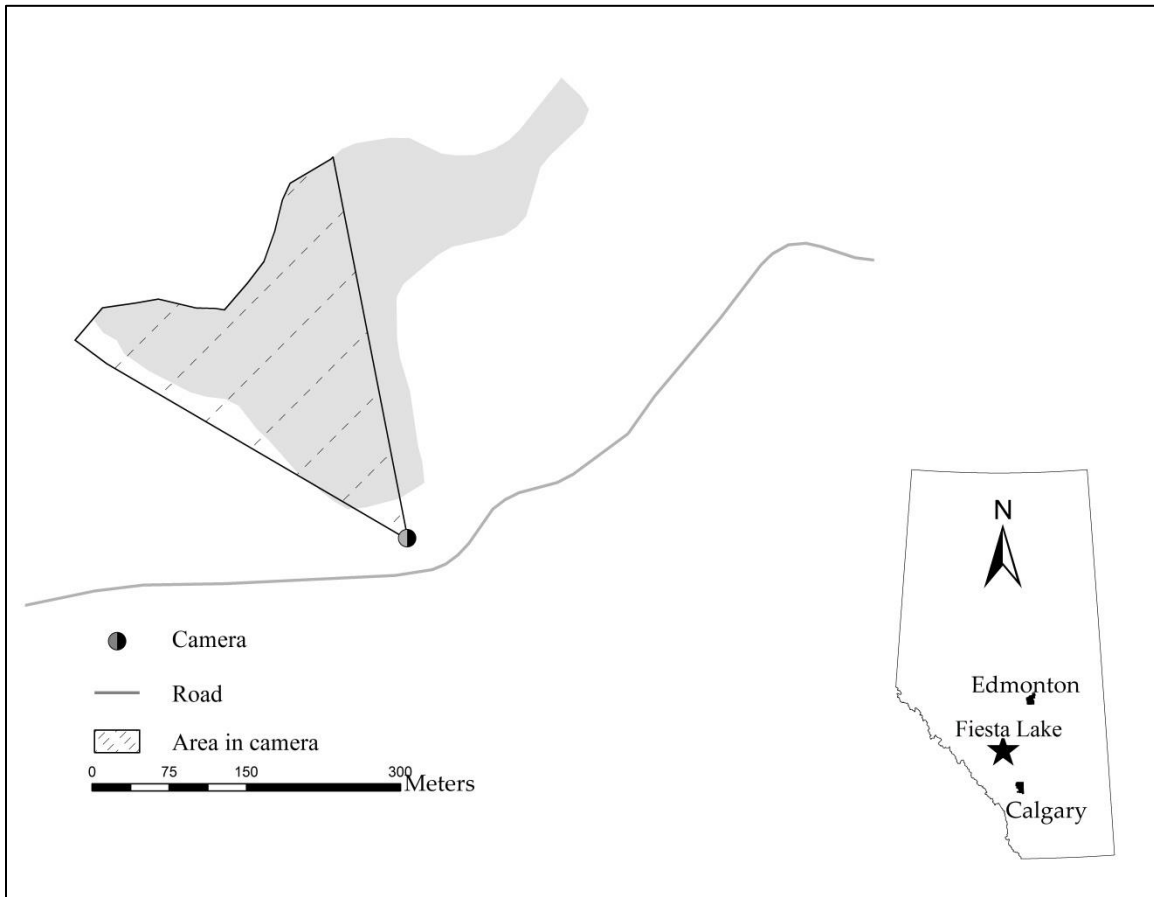 N
Edmonton
Fiesta Lake
Calgary
Camera
Road
Area in camera
0 75 150 300
Meters